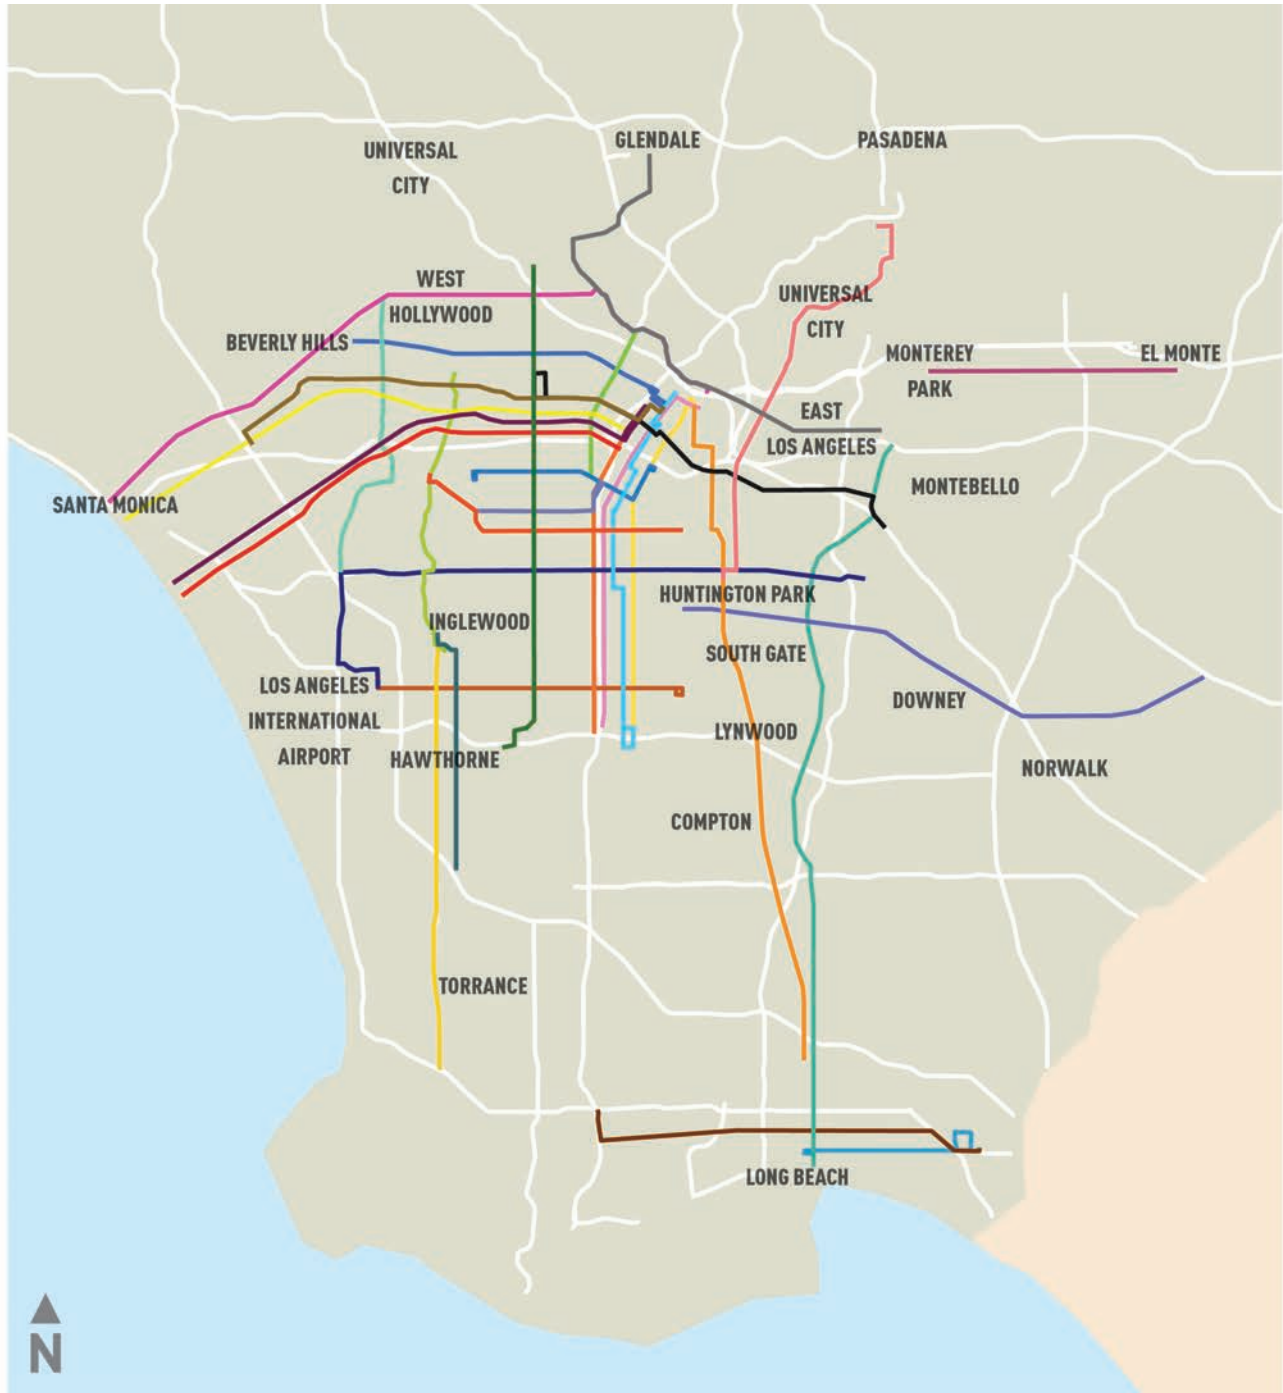 GLENDALE
PASADENA
UNIVERSAL
CITY
WEST
HOLLYWOOD
UNIVERSAL
CITY
BEVERLY HILLS
MONTEREY
PARK
EL MONTE
EAST
LOS ANGELES
MONTEBELLO
SANTA MONICA
HUNTINGTON PARK
INGLEWOOD
SOUTH GATE
LOS ANGELES
INTERNATIONAL
AIRPORT
DOWNEY
LYNWOOD
HAWTHORNE
NORWALK
COMPTON
TORRANCE
LONG BEACH
N